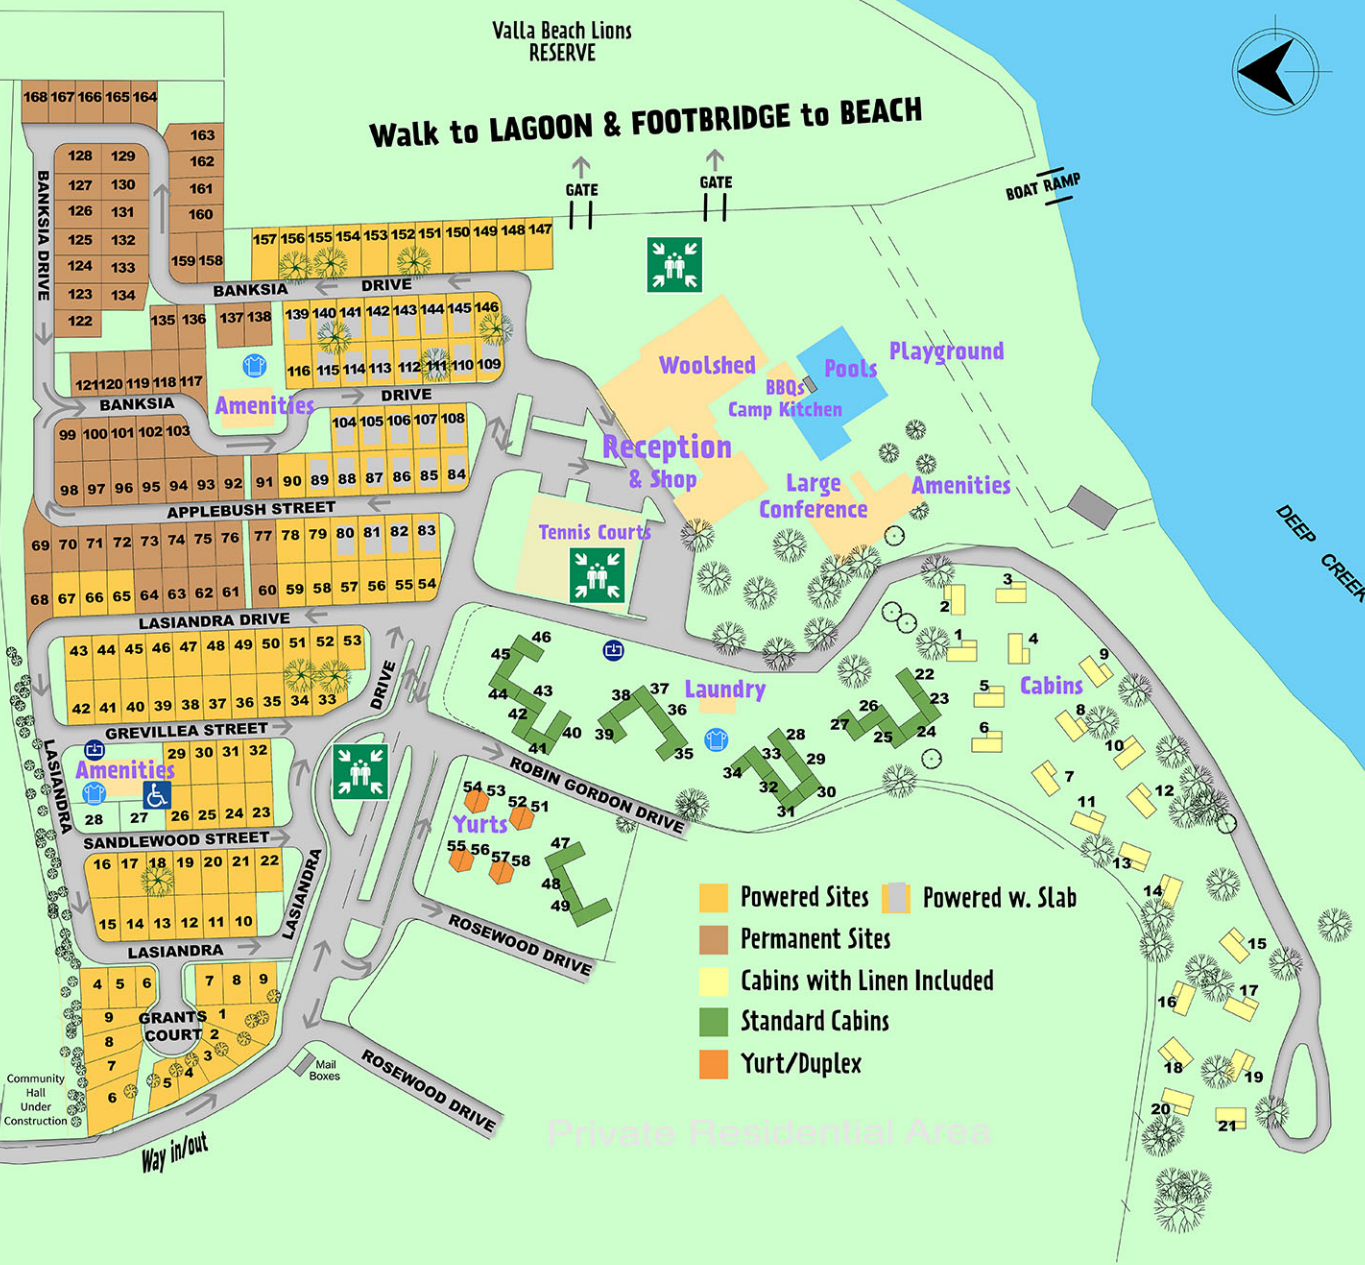 Valla Beach Lions
RESERVE
Walk to LAGOON & FOOTBRIDGE to BEACH
GATE
GATE
BOAT RAMP
168 167 166 165 164
163
162
161
160
159 158
128 129
127 130
126 131
125 132
124 133
123 134
122
BANKSIA DRIVE
157 156 155 154 153 152 151 150 149 148 147
BANKSIA DRIVE
135 136 137 138
139 140 141 142 143 144 145 146
116 115 114 113 112 111 110 109
121 120 119 118 117
Amenities
BANKSIA DRIVE
Woolshed
Pools
Playground
BBQs
Camp Kitchen
Reception
& Shop
Large
Conference
Amenities
Tennis Courts
104 105 106 107 108
99 100 101 102 103
98 97 96 95 94 93 92 91 90 89 88 87 86 85 84
APPLEBUSH STREET
69 70 71 72 73 74 75 76 77 78 79 80 81 82 83
68 67 66 65 64 63 62 61 60 59 58 57 56 55 54
LASIANDRA DRIVE
43 44 45 46 47 48 49 50 51 52 53
42 41 40 39 38 37 36 35 34 33
GREVILLEA STREET
DRIVE
LASIANDRA
Amenities
29 30 31 32
28 27 26 25 24 23
SANDLEWOOD STREET
16 17 18 19 20 21 22
15 14 13 12 11 10
LASIANDRA
LASIANDRA
4 5 6
7 8 9
9
8
7
6
GRANTS
COURT
1
2
3
4
5
Community
Hall
Under
Construction
Way in/out
Mail
Boxes
ROSEWOOD DRIVE
ROSEWOOD DRIVE
ROBIN GORDON DRIVE
46
45
44
43
42
41
40
39
38
37
36
35
Laundry
34
33
32
31
30
29
28
27
26
25
24
23
22
Yurts
54 53
52 51
55 56
57 58
47
48
49
Cabins
1
2
3
4
5
6
7
8
9
10
11
12
13
14
15
16
17
18
19
20
21
DEEP CREEK
Powered Sites
Powered w. Slab
Permanent Sites
Cabins with Linen Included
Standard Cabins
Yurt/Duplex
Private Residential Area